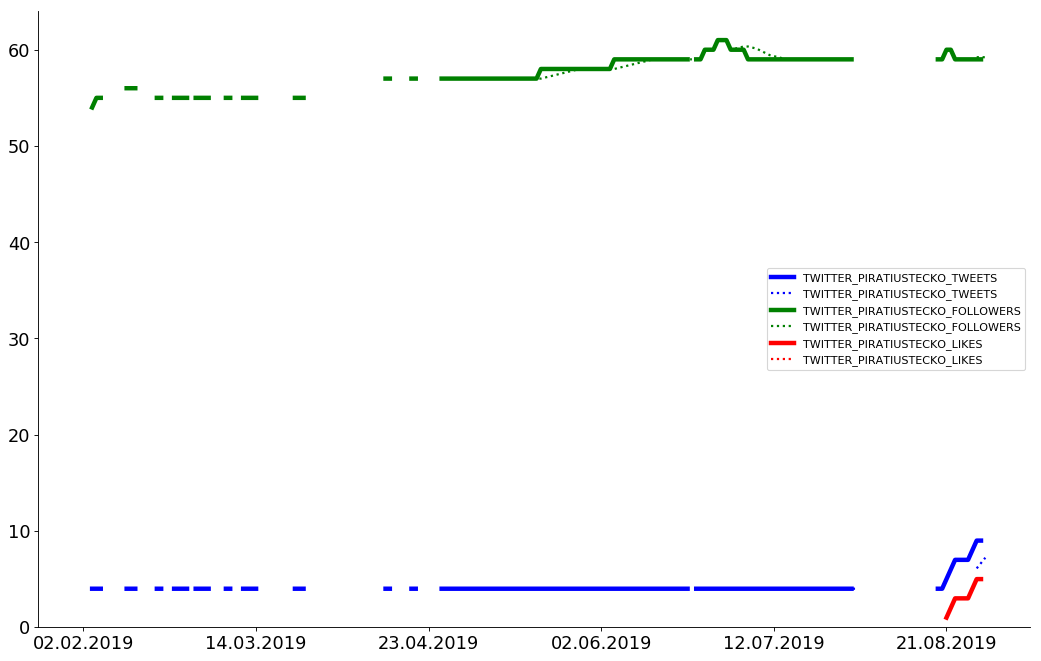 60
50
40
30
20
10
0
TWITTER_PIRATIUSTECKO_TWEETS
TWITTER_PIRATIUSTECKO_TWEETS
TWITTER_PIRATIUSTECKO_FOLLOWERS
TWITTER_PIRATIUSTECKO_FOLLOWERS
TWITTER_PIRATIUSTECKO_LIKES
TWITTER_PIRATIUSTECKO_LIKES
02.02.2019 14.03.2019 23.04.2019 02.06.2019 12.07.2019 21.08.2019